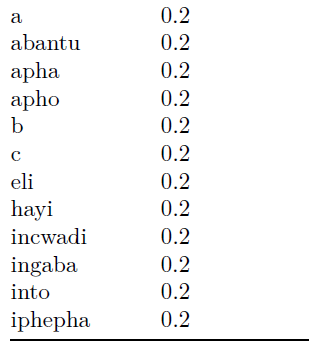 a 0.2
abantu 0.2
apha 0.2
apho 0.2
b 0.2
c 0.2
eli 0.2
hayi 0.2
incwadi 0.2
ingaba 0.2
into 0.2
iphepha 0.2